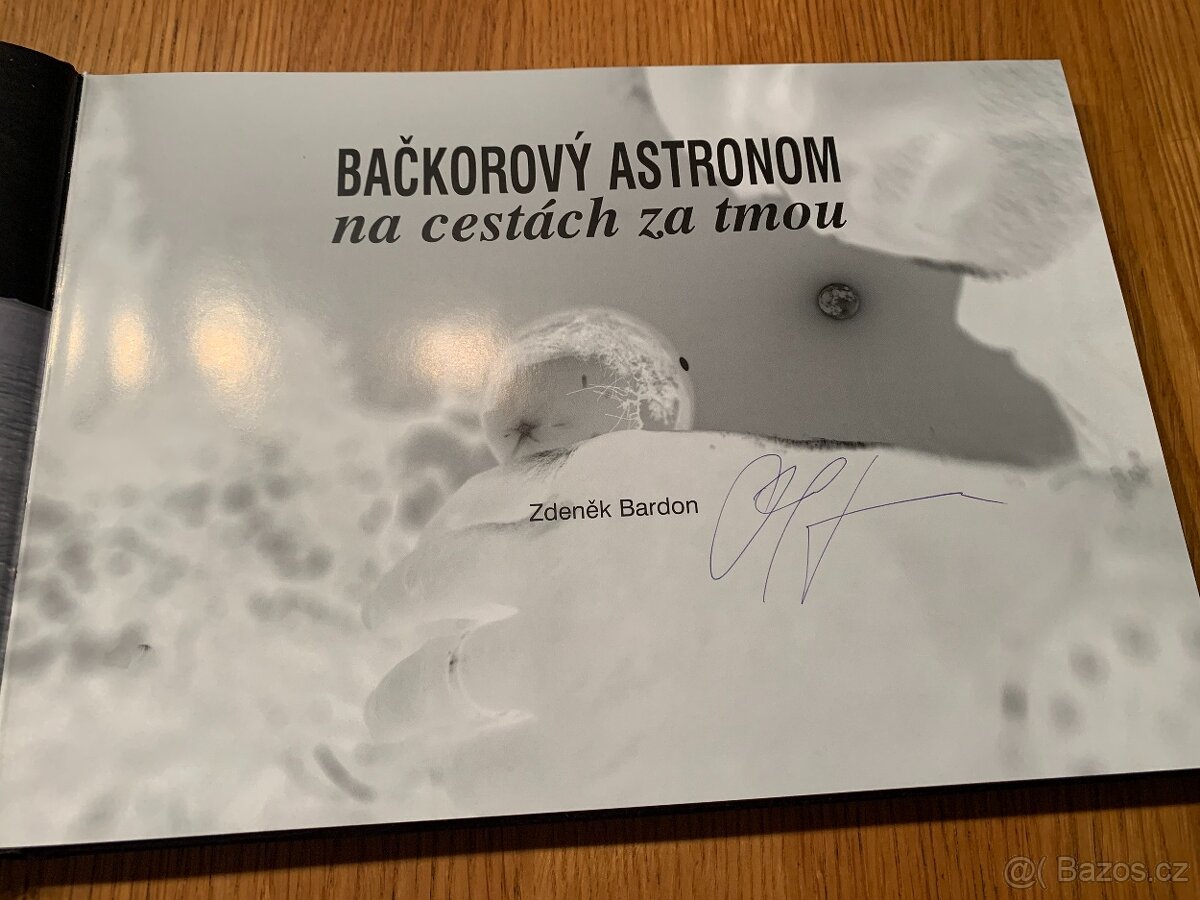 BAČKOROVÝ ASTRONOM
na cestách za tmou
Zdeněk Bardon
@( Bazos.cz